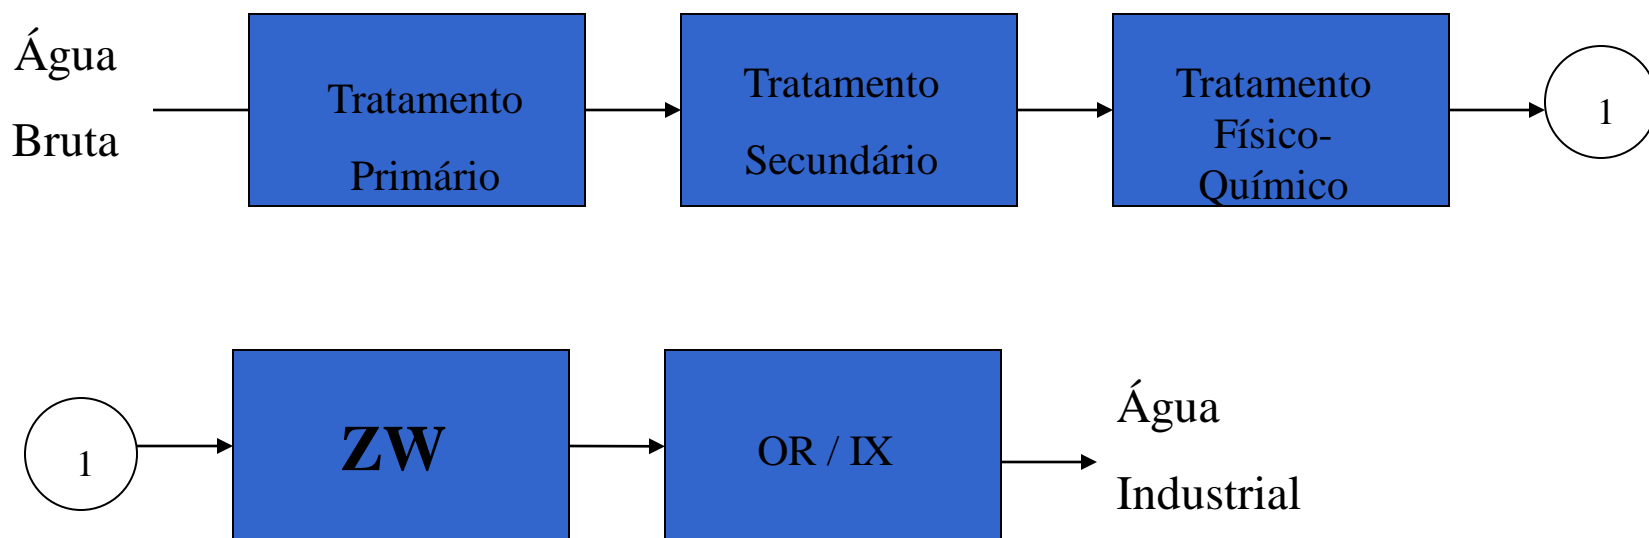 Água
Bruta
Tratamento
Primário
Tratamento
Secundário
Tratamento
Físico-
Químico
1
1
ZW
OR / IX
Água
Industrial